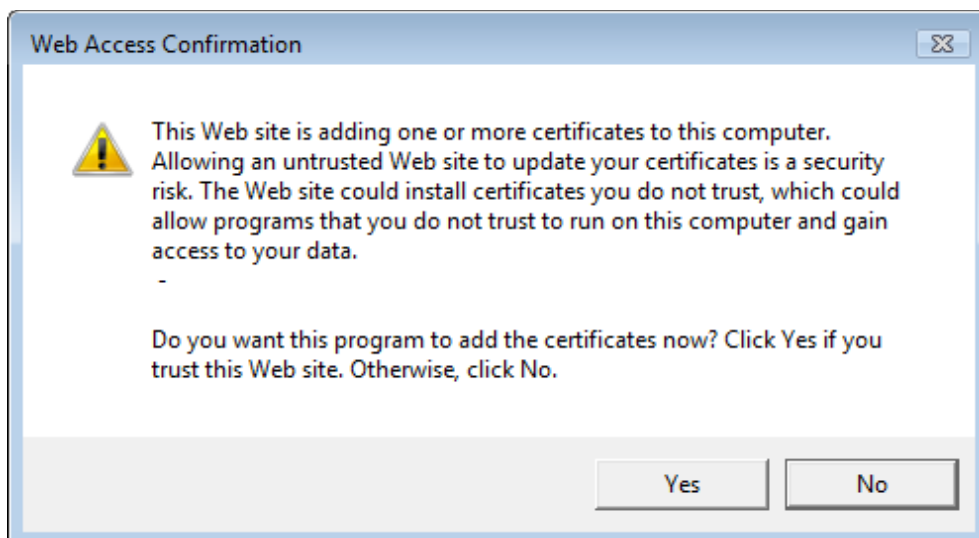 Web Access Confirmation
This Web site is adding one or more certificates to this computer.
Allowing an untrusted Web site to update your certificates is a security
risk. The Web site could install certificates you do not trust, which could
allow programs that you do not trust to run on this computer and gain
access to your data.
-
Do you want this program to add the certificates now? Click Yes if you
trust this Web site. Otherwise, click No.
Yes
No